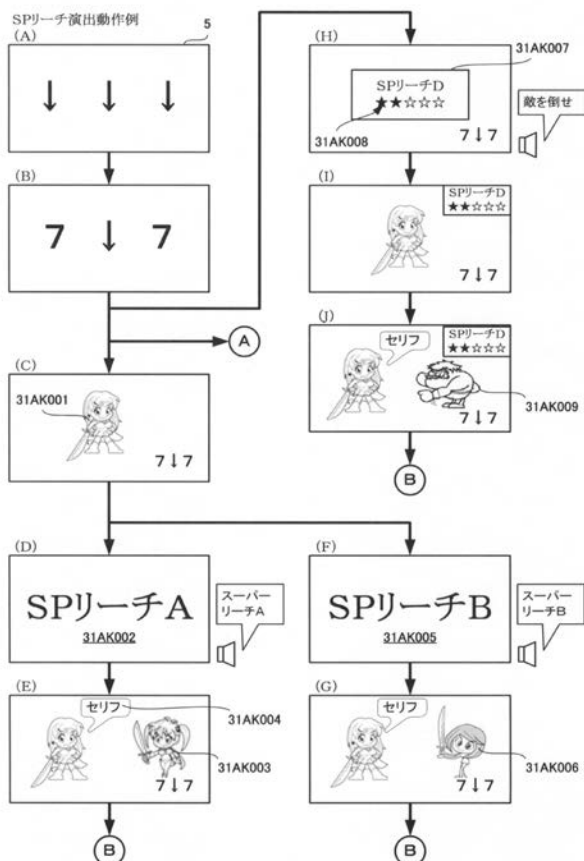 SPリーチ演出動作例
5
(A)
↓ ↓ ↓
(B)
7 ↓ 7
A
(C)
31AK001
7↓7
(D)
SPリーチA
31AK002
スーパー
リーチA
(E)
セリフ
31AK004
31AK003
7↓7
B
(F)
SPリーチB
31AK005
スーパー
リーチB
(G)
セリフ
31AK006
7↓7
B
(H)
31AK007
SPリーチD
★★☆☆☆
31AK008
7↓7
敵を倒せ
(I)
SPリーチD
★★☆☆☆
7↓7
(J)
セリフ
SPリーチD
★★☆☆☆
31AK009
7↓7
B